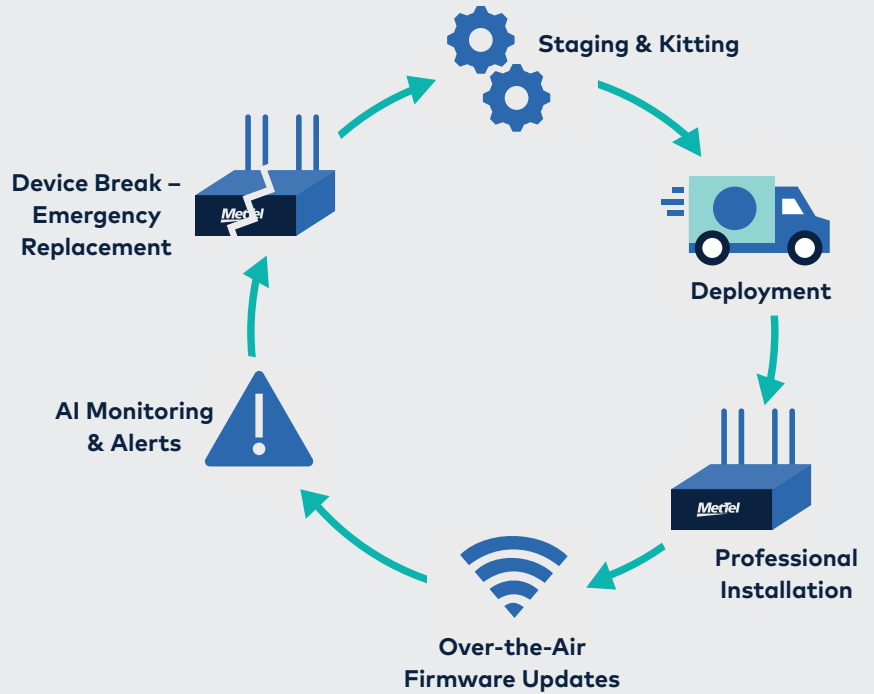 Staging & Kitting
Device Break –
Emergency
Replacement
MetTel
Deployment
AI Monitoring
& Alerts
MetTel
Professional
Installation
Over-the-Air
Firmware Updates